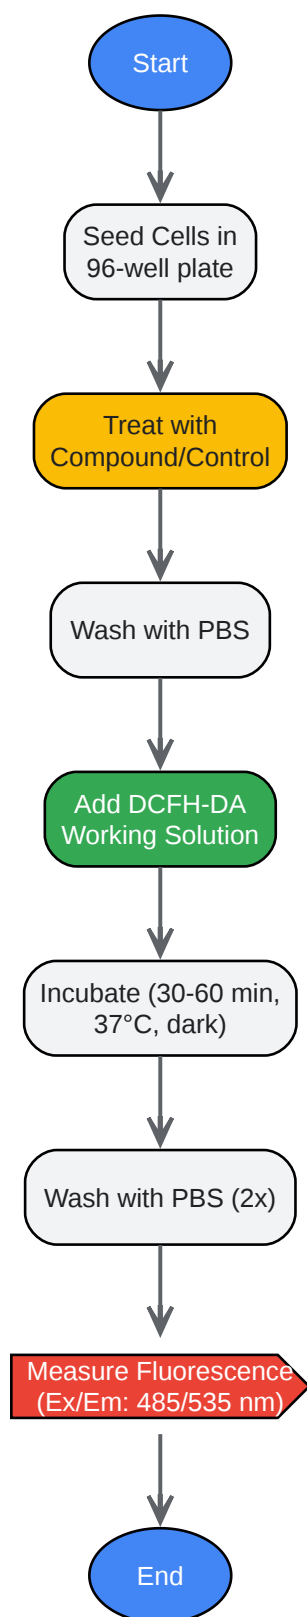 Start
Seed Cells in
96-well plate
Treat with
Compound/Control
Wash with PBS
Add DCFH-DA
Working Solution
Incubate (30-60 min,
37°C, dark)
Wash with PBS (2x)
Measure Fluorescence
(Ex/Em: 485/535 nm)
End